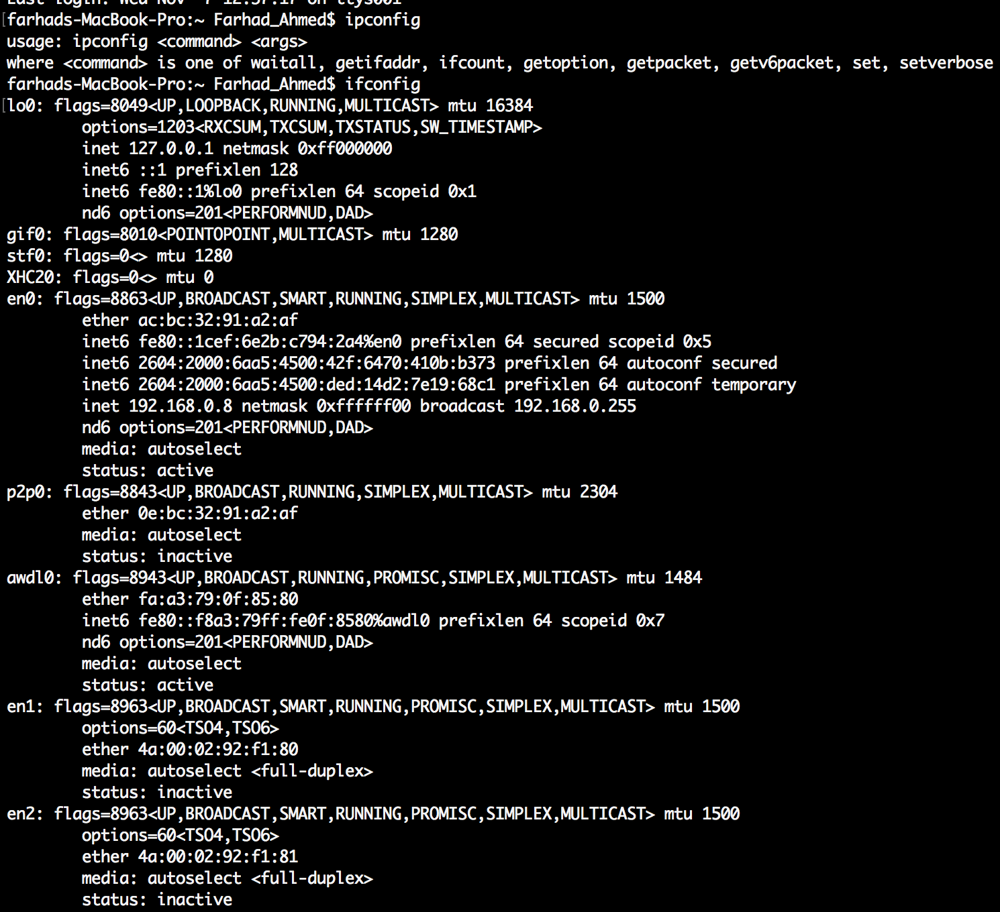 Last login: Wed Nov  7 12:57:17 on ttys001
farhads-MacBook-Pro:~ Farhad_Ahmed$ ipconfig
usage: ipconfig <command> <args>
where <command> is one of waitall, getifaddr, ifcount, getoption, getpacket, getv6packet, set, setverbose
farhads-MacBook-Pro:~ Farhad_Ahmed$ ifconfig
lo0: flags=8049<UP,LOOPBACK,RUNNING,MULTICAST> mtu 16384
	options=1203<RXCSUM,TXCSUM,TXSTATUS,SW_TIMESTAMP>
	inet 127.0.0.1 netmask 0xff000000
	inet6 ::1 prefixlen 128
	inet6 fe80::1%lo0 prefixlen 64 scopeid 0x1
	nd6 options=201<PERFORMNUD,DAD>
gif0: flags=8010<POINTOPOINT,MULTICAST> mtu 1280
stf0: flags=0<> mtu 1280
XHC20: flags=0<> mtu 0
en0: flags=8863<UP,BROADCAST,SMART,RUNNING,SIMPLEX,MULTICAST> mtu 1500
	ether ac:bc:32:91:a2:af
	inet6 fe80::1cef:6e2b:c794:2a4%en0 prefixlen 64 secured scopeid 0x5
	inet6 2604:2000:6aa5:4500:42f:6470:410b:b373 prefixlen 64 autoconf secured
	inet6 2604:2000:6aa5:4500:ded:14d2:7e19:68c1 prefixlen 64 autoconf temporary
	inet 192.168.0.8 netmask 0xffffff00 broadcast 192.168.0.255
	nd6 options=201<PERFORMNUD,DAD>
	media: autoselect
	status: active
p2p0: flags=8843<UP,BROADCAST,RUNNING,SIMPLEX,MULTICAST> mtu 2304
	ether 0e:bc:32:91:a2:af
	media: autoselect
	status: inactive
awdl0: flags=8943<UP,BROADCAST,RUNNING,PROMISC,SIMPLEX,MULTICAST> mtu 1484
	ether fa:a3:79:0f:85:80
	inet6 fe80::f8a3:79ff:fe0f:8580%awdl0 prefixlen 64 scopeid 0x7
	nd6 options=201<PERFORMNUD,DAD>
	media: autoselect
	status: active
en1: flags=8963<UP,BROADCAST,SMART,RUNNING,PROMISC,SIMPLEX,MULTICAST> mtu 1500
	options=60<TSO4,TSO6>
	ether 4a:00:02:92:f1:80
	media: autoselect <full-duplex>
	status: inactive
en2: flags=8963<UP,BROADCAST,SMART,RUNNING,PROMISC,SIMPLEX,MULTICAST> mtu 1500
	options=60<TSO4,TSO6>
	ether 4a:00:02:92:f1:81
	media: autoselect <full-duplex>
	status: inactive